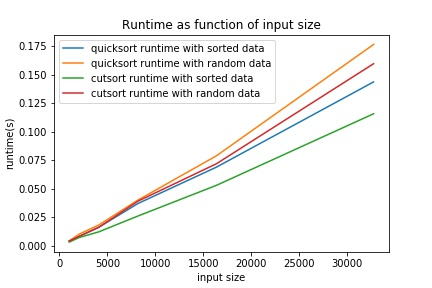 Runtime as function of input size
quicksort runtime with sorted data
quicksort runtime with random data
cutsort runtime with sorted data
cutsort runtime with random data
0.175
0.150
0.125
0.100
0.075
0.050
0.025
0.000
runtime(s)
0 5000 10000 15000 20000 25000 30000
input size